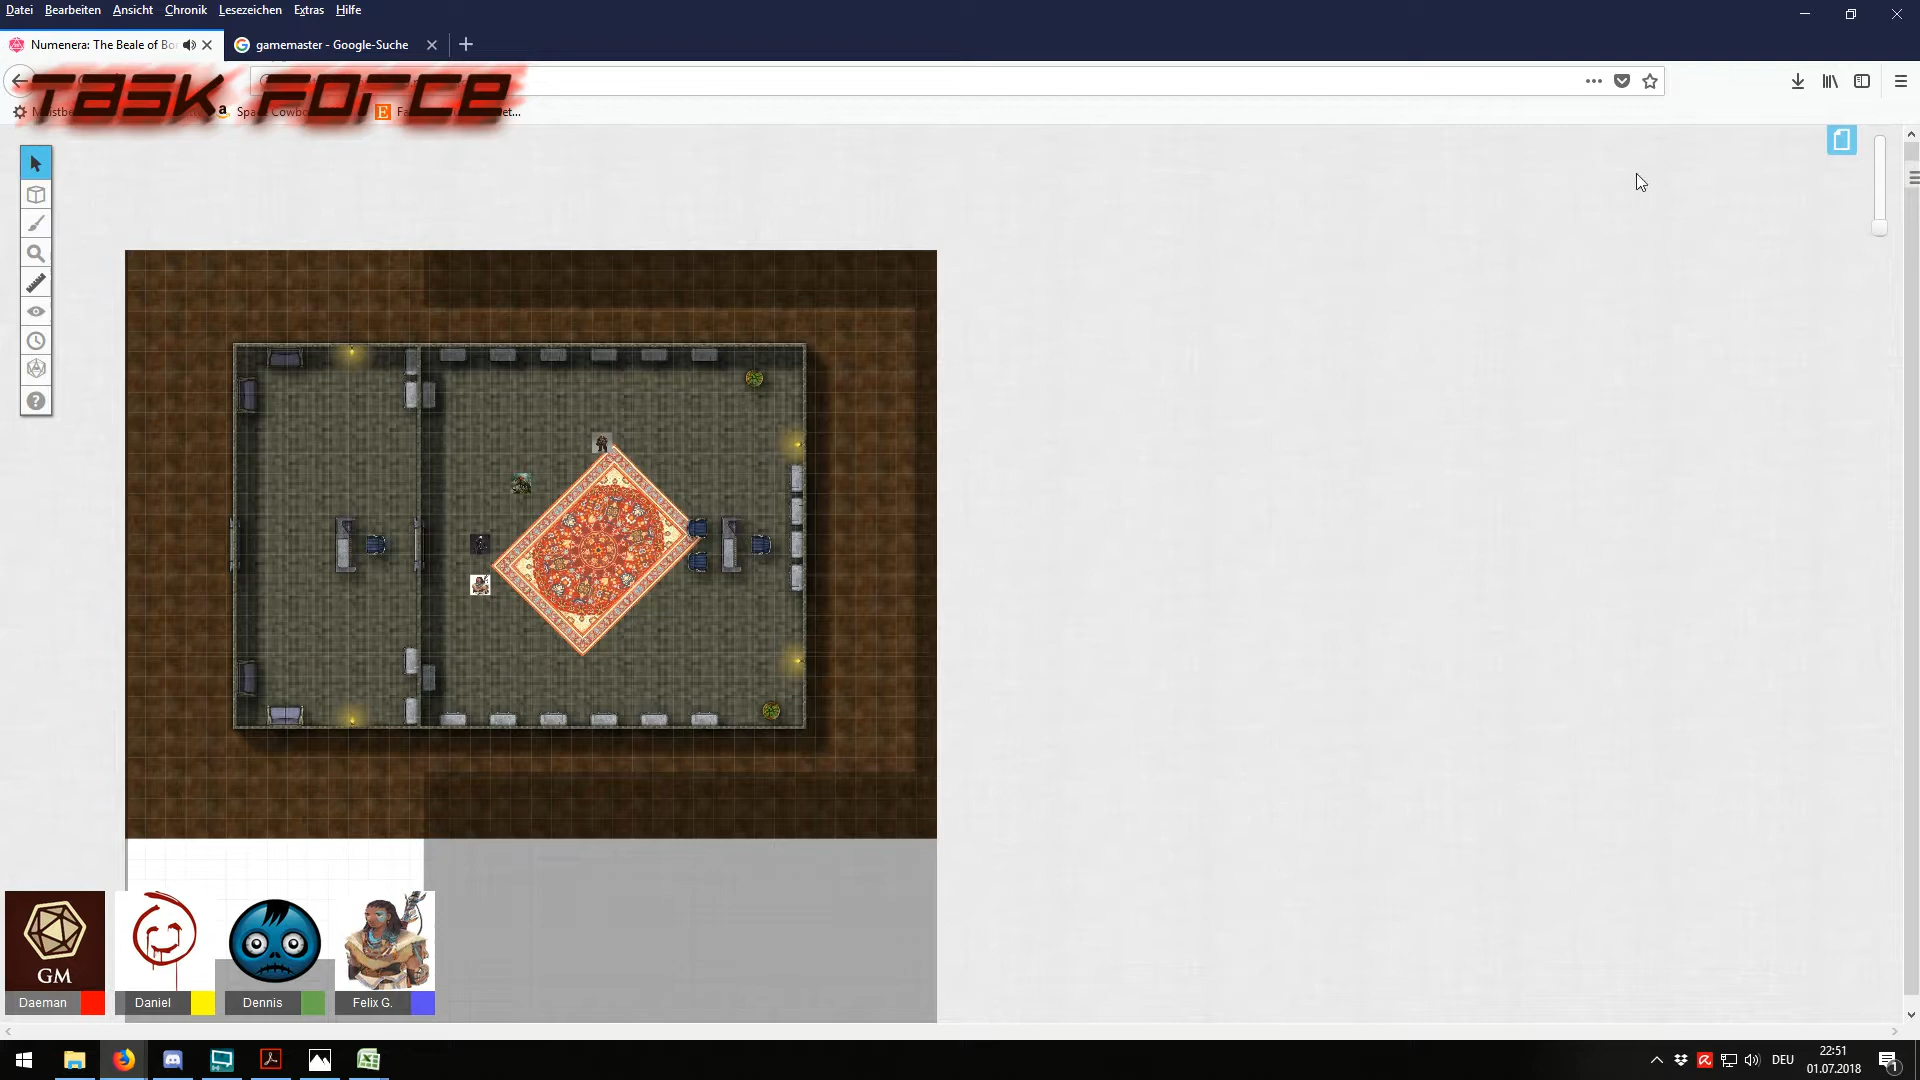 Datei Bearbeiten Ansicht Chronik Lesezeichen Extras Hilfe
Numenera: The Beale of Bo
gamemaster - Google-Suche
Task Force
GM
Daeman
Daniel
Dennis
Felix G.
DEU
22:51
01.07.2018
1